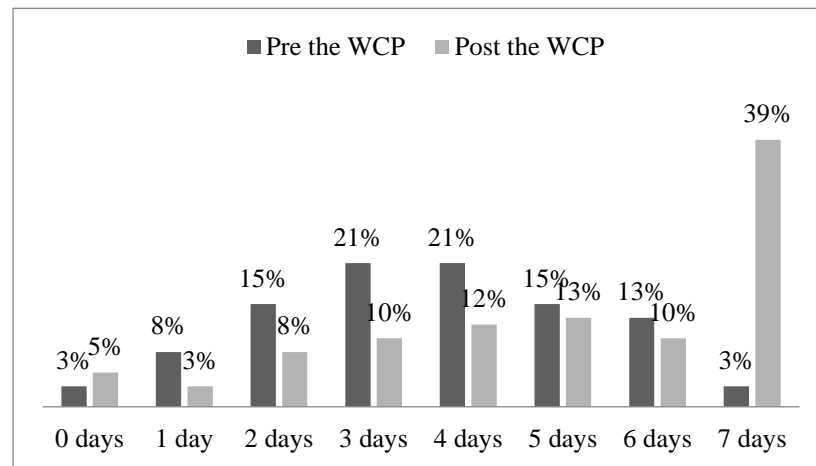 Pre the WCP Post the WCP
39%
21% 21%
15% 15% 13% 13%
12%
8% 8% 10% 10%
3% 5% 3% 3%
0 days 1 day 2 days 3 days 4 days 5 days 6 days 7 days